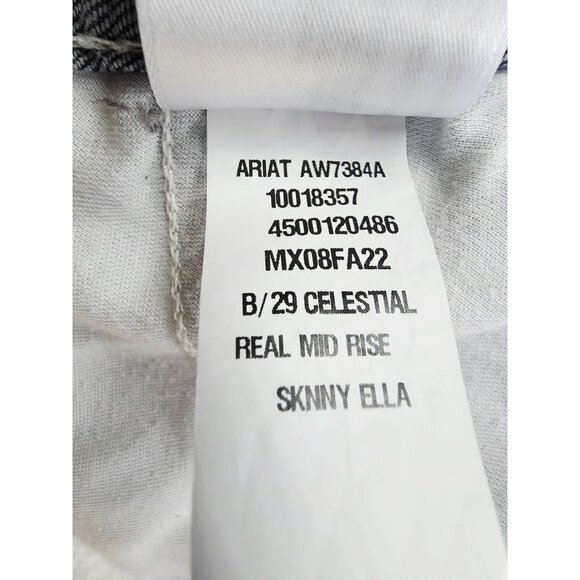 ARIAT AW7384A
10018357
4500120486
MX08FA22
B/29 CELESTIAL
REAL MID RISE
SKNNY ELLA